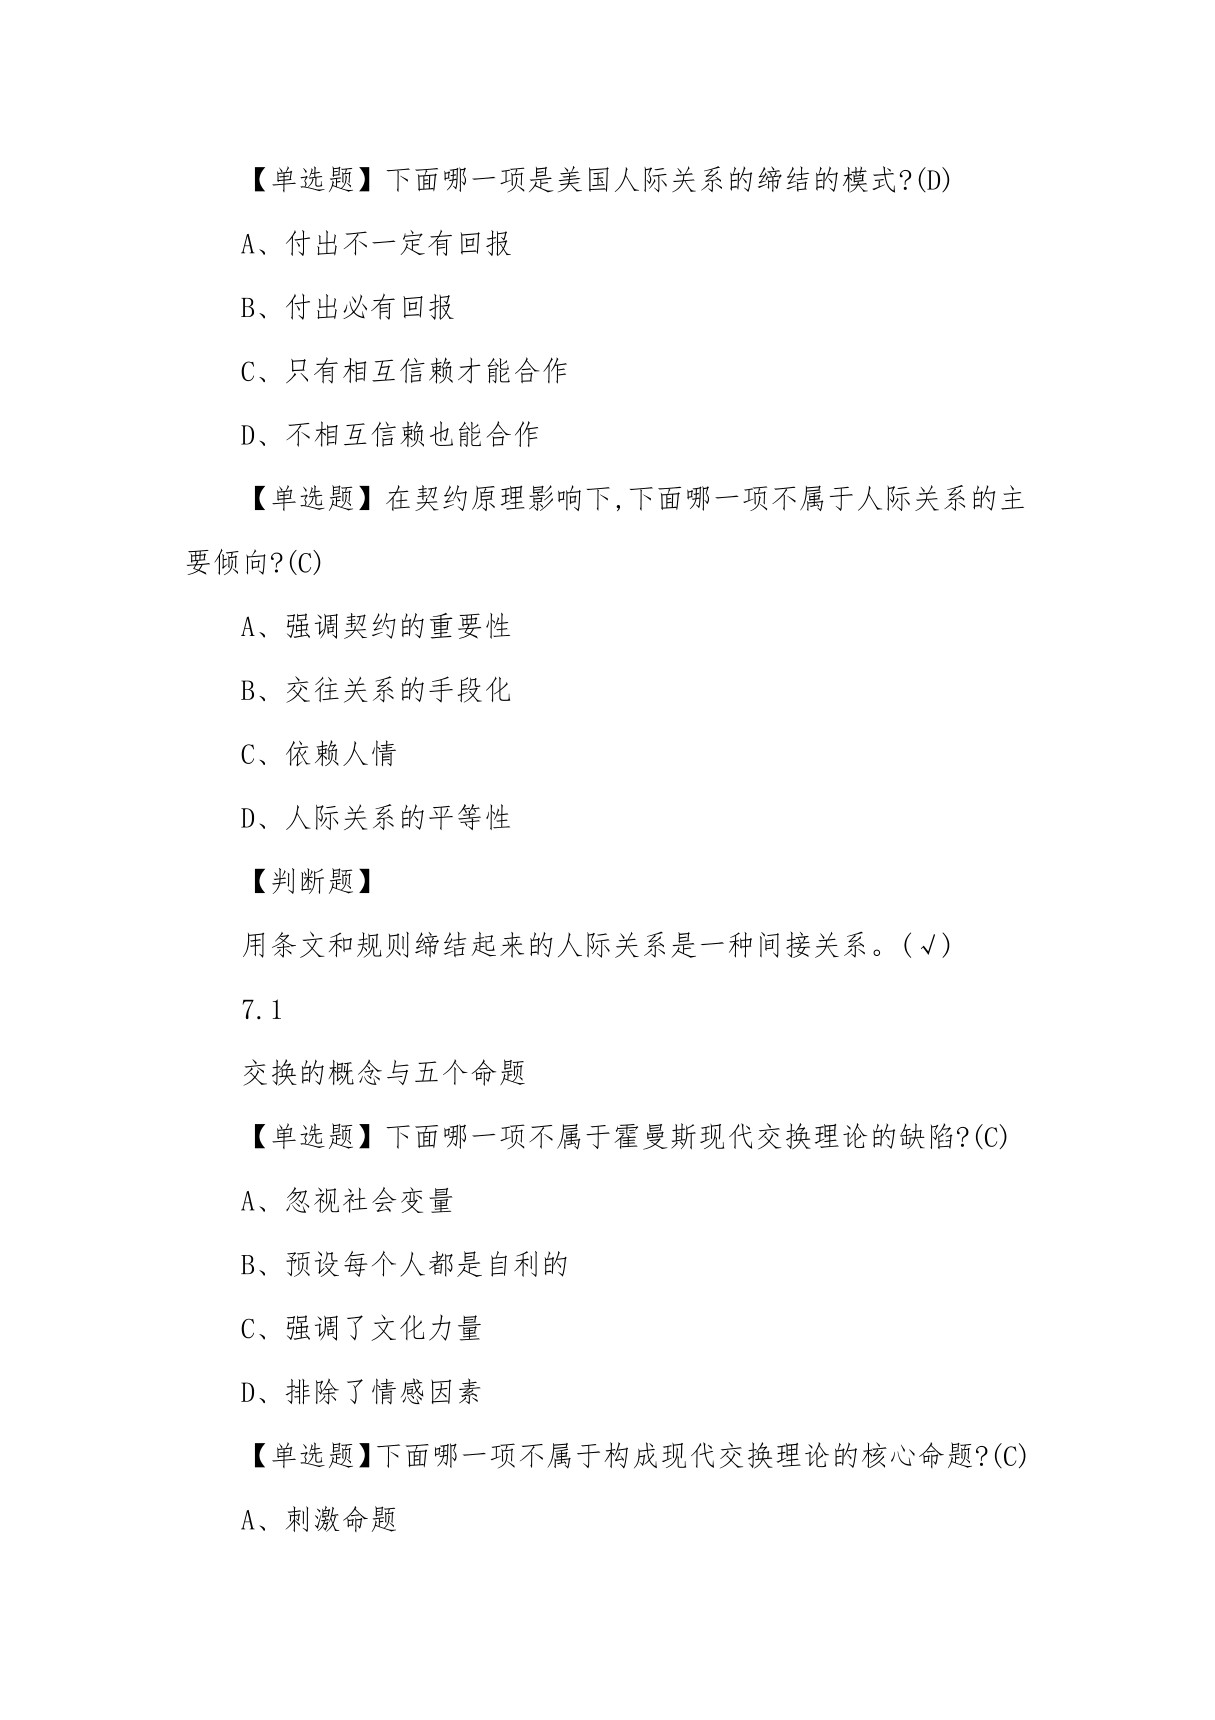 【单选题】下面哪一项是美国人际关系的缔结的模式?(D)
A、付出不一定有回报
B、付出必有回报
C、只有相互信赖才能合作
D、不相互信赖也能合作
【单选题】在契约原理影响下,下面哪一项不属于人际关系的主
要倾向?(C)
A、强调契约的重要性
B、交往关系的手段化
C、依赖人情
D、人际关系的平等性
【判断题】
用条文和规则缔结起来的人际关系是一种间接关系。(√)
7.1
交换的概念与五个命题
【单选题】下面哪一项不属于霍曼斯现代交换理论的缺陷?(C)
A、忽视社会变量
B、预设每个人都是自利的
C、强调了文化力量
D、排除了情感因素
【单选题】下面哪一项不属于构成现代交换理论的核心命题?(C)
A、刺激命题